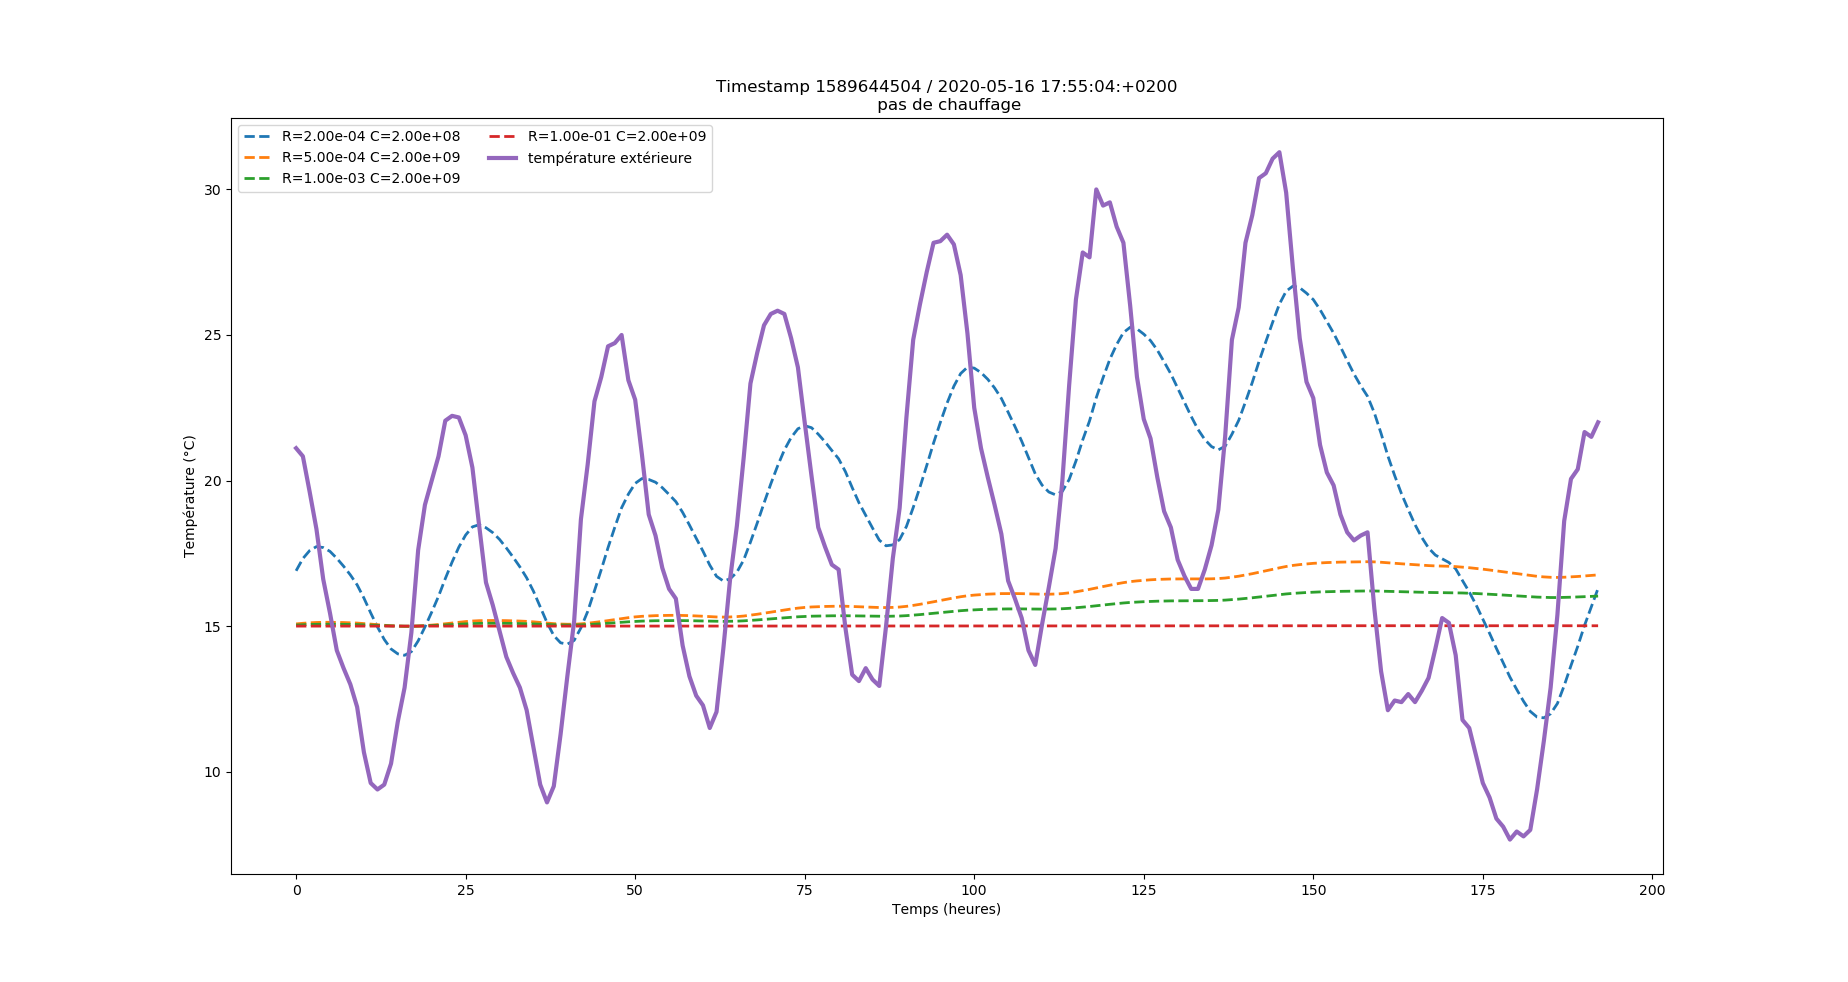 Timestamp 1589644504 / 2020-05-16 17:55:04:+0200
pas de chauffage
R=2.00e-04 C=2.00e+08
R=5.00e-04 C=2.00e+09
R=1.00e-03 C=2.00e+09
R=1.00e-01 C=2.00e+09
température extérieure
Température (°C)
30
25
20
15
10
0 25 50 75 100 125 150 175 200
Temps (heures)